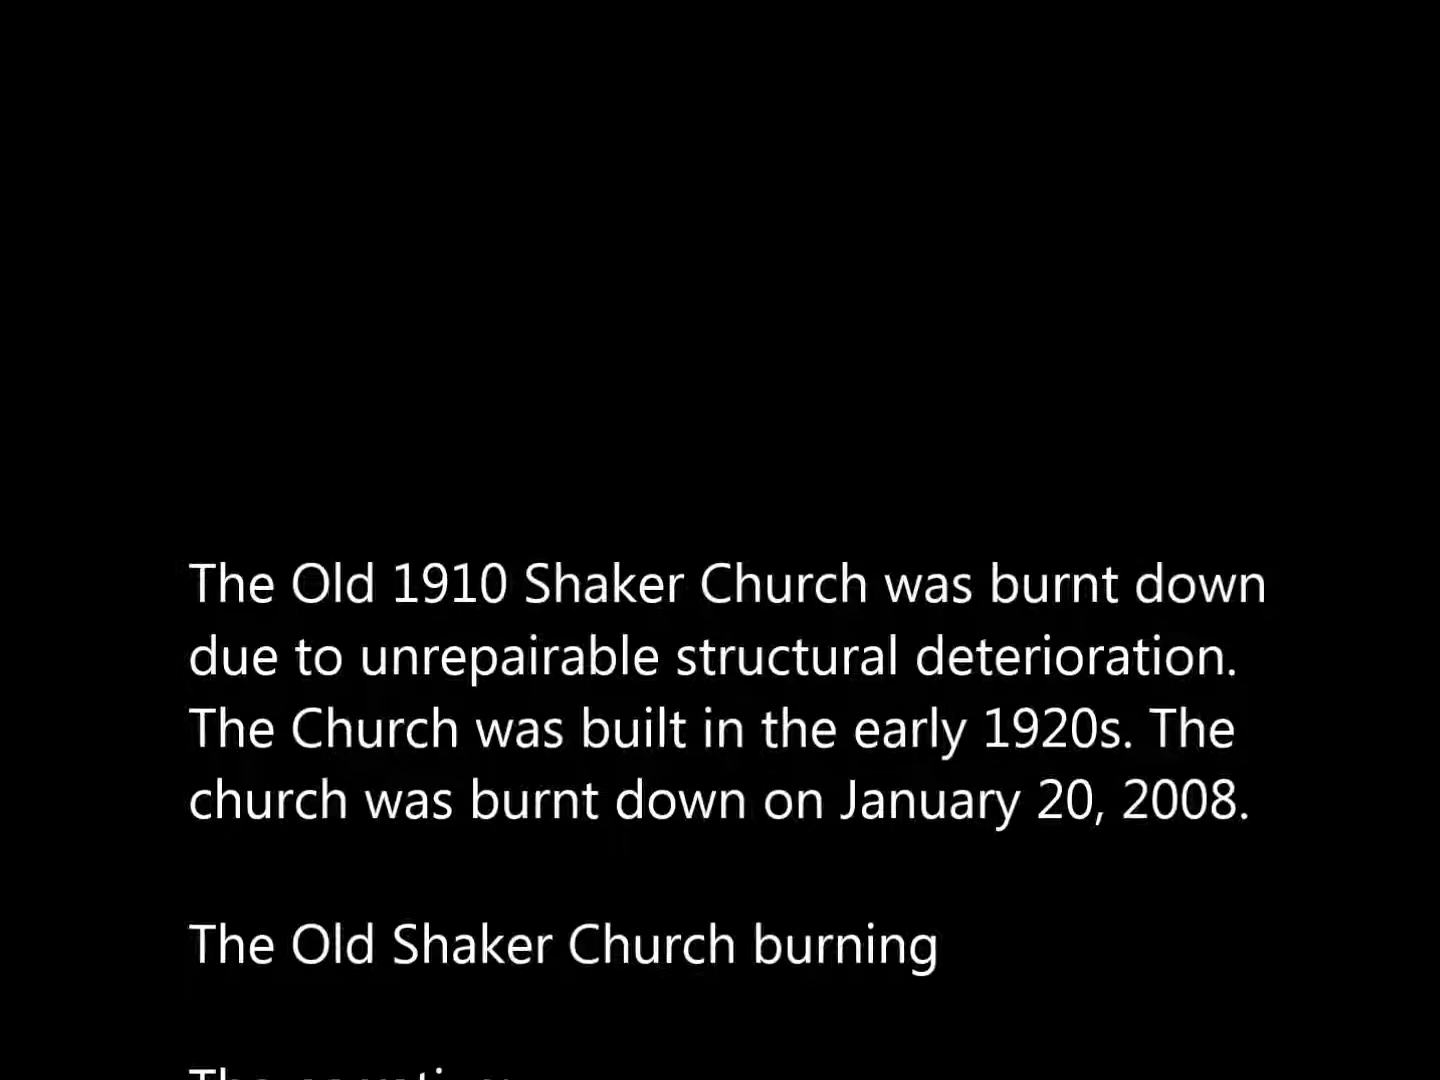 The Old 1910 Shaker Church was burnt down
due to unrepairable structural deterioration.
The Church was built in the early 1920s. The
church was burnt down on January 20, 2008.
The Old Shaker Church burning
The